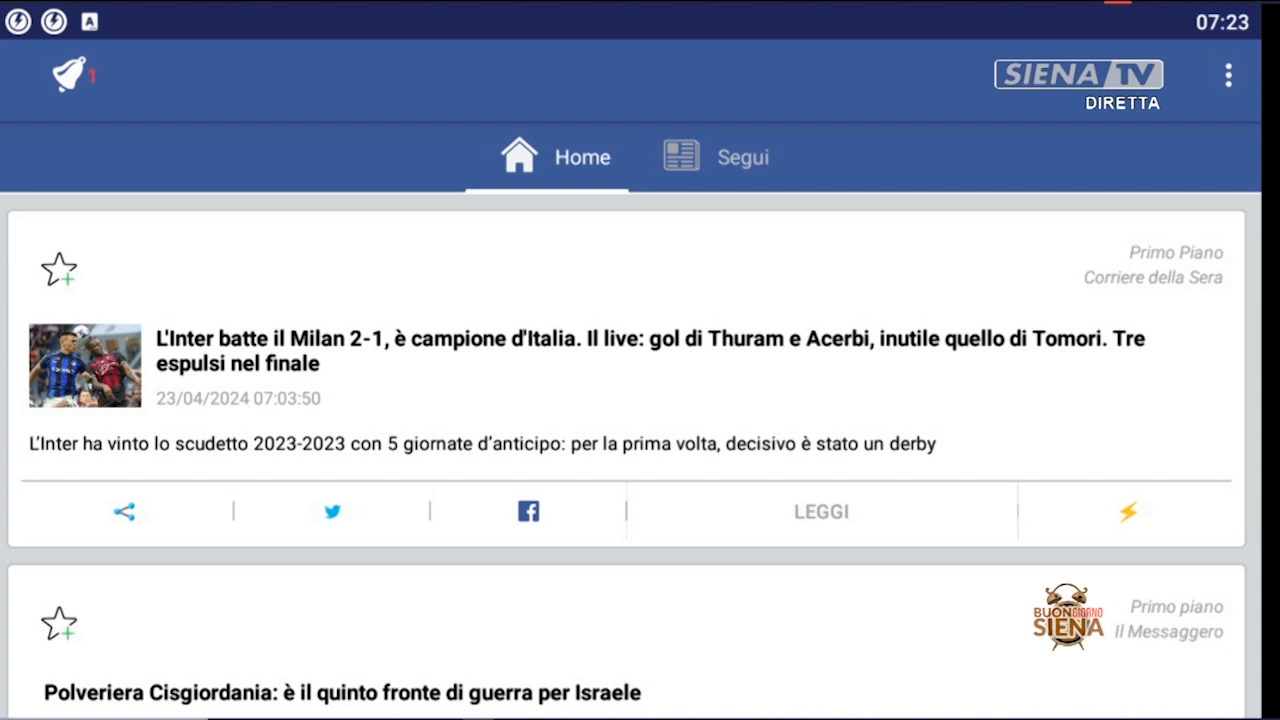 07:23
1
SIENA TV
DIRETTA
Home
Segui
Primo Piano
Corriere della Sera
L'Inter batte il Milan 2-1, è campione d'Italia. Il live: gol di Thuram e Acerbi, inutile quello di Tomori. Tre
espulsi nel finale
23/04/2024 07:03:50
L'Inter ha vinto lo scudetto 2023-2023 con 5 giornate d'anticipo: per la prima volta, decisivo è stato un derby
LEGGI
BUONGIORNO
SIENA
Primo piano
Il Messaggero
Polveriera Cisgiordania: è il quinto fronte di guerra per Israele